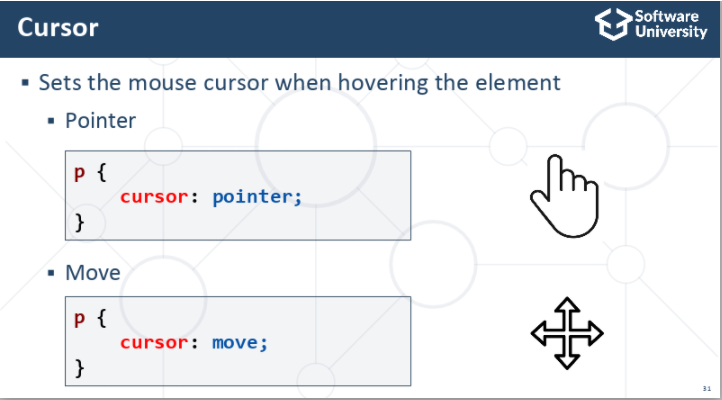 Cursor
Software
University
▪ Sets the mouse cursor when hovering the element
▪ Pointer
p {
cursor: pointer;
}
▪ Move
p {
cursor: move;
}
31